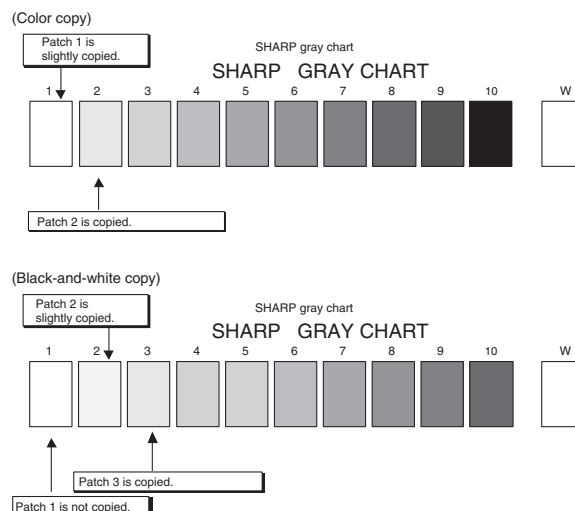 (Color copy)
Patch 1 is
slightly copied.
SHARP gray chart
SHARP GRAY CHART
1 2 3 4 5 6 7 8 9 10 W
Patch 2 is copied.
(Black-and-white copy)
Patch 2 is
slightly copied.
SHARP gray chart
SHARP GRAY CHART
1 2 3 4 5 6 7 8 9 10 W
Patch 3 is copied.
Patch 1 is not copied.